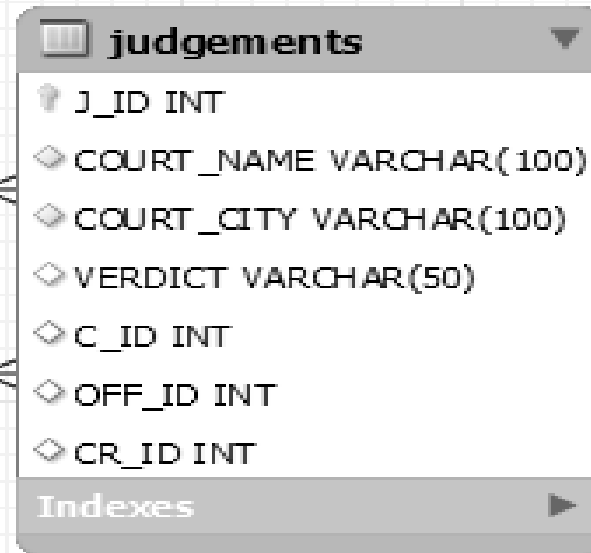 judgements
J_ID INT
COURT_NAME VARCHAR(100)
COURT_CITY VARCHAR(100)
VERDICT VARCHAR(50)
C_ID INT
OFF_ID INT
CR_ID INT
Indexes